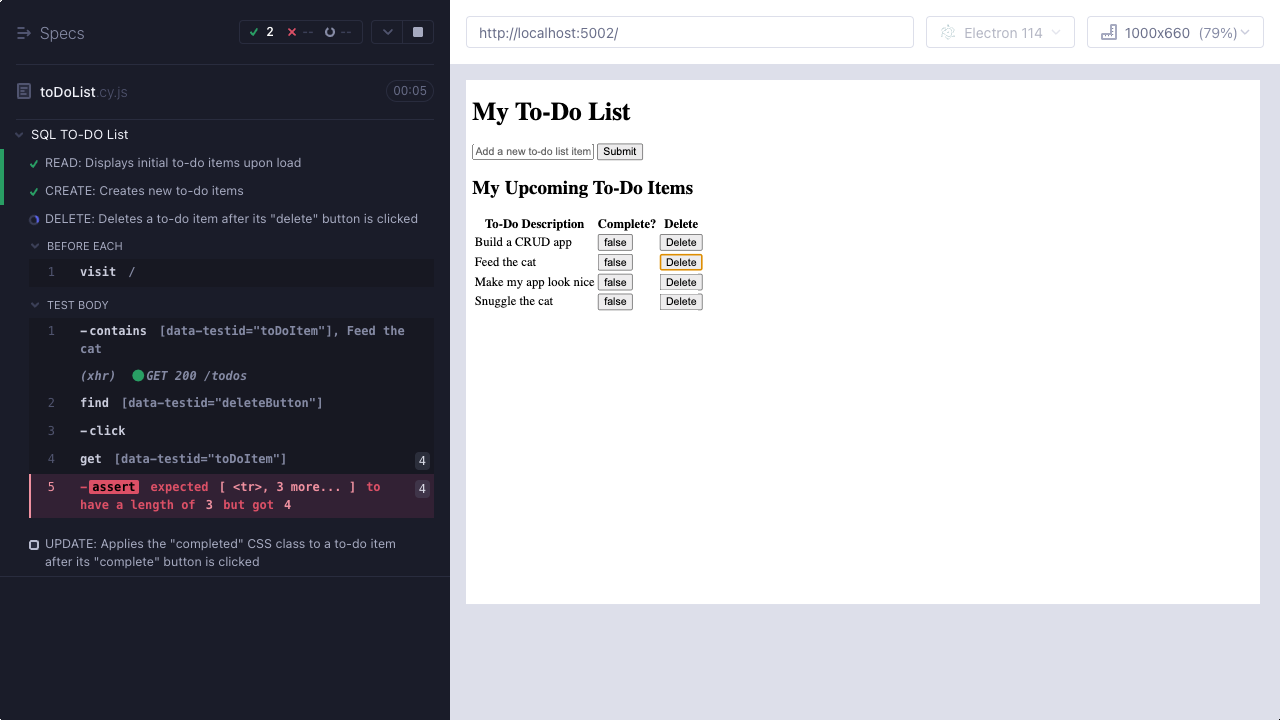 Specs
2 -- --
toDoList.cy.js 00:05
SQL TO-DO List
READ: Displays initial to-do items upon load
CREATE: Creates new to-do items
DELETE: Deletes a to-do item after its "delete" button is clicked
BEFORE EACH
1 visit /
TEST BODY
1 -contains [data-testid="toDoItem"], Feed the
cat
(xhr) GET 200 /todos
2 find [data-testid="deleteButton"]
3 -click
4 get [data-testid="toDoItem"] 4
5 -assert expected [ <tr>, 3 more... ] to 4
have a length of 3 but got 4
UPDATE: Applies the "completed" CSS class to a to-do item
after its "complete" button is clicked
http://localhost:5002/ Electron 114 1000x660 (79%)
My To-Do List
Add a new to-do list item Submit
My Upcoming To-Do Items
To-Do Description Complete? Delete
Build a CRUD app false Delete
Feed the cat false Delete
Make my app look nice false Delete
Snuggle the cat false Delete